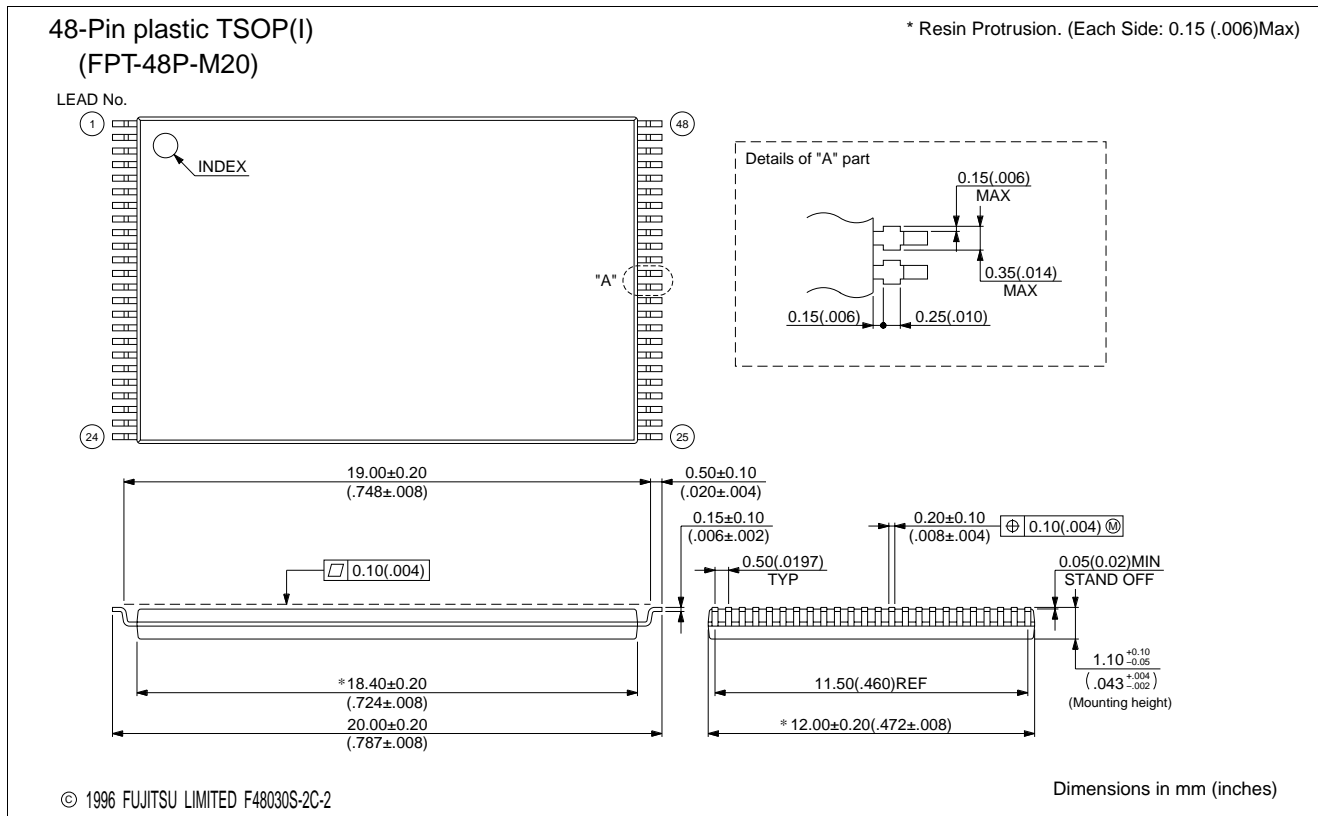 48-Pin plastic TSOP(I)
(FPT-48P-M20)
* Resin Protrusion. (Each Side: 0.15 (.006)Max)
LEAD No.
1
48
INDEX
"A"
24
25
Details of "A" part
0.15(.006)
MAX
0.35(.014)
MAX
0.15(.006)
0.25(.010)
19.00±0.20
(.748±.008)
0.50±0.10
(.020±.004)
0.15±0.10
(.006±.002)
0.10(.004)
*18.40±0.20
(.724±.008)
20.00±0.20
(.787±.008)
0.20±0.10
(.008±.004)
⌖ 0.10(.004) Ⓜ
0.50(.0197)
TYP
0.05(0.02)MIN
STAND OFF
11.50(.460)REF
*12.00±0.20(.472±.008)
1.10 +0.10 −0.05
(.043 +.004 −.002)
(Mounting height)
© 1996 FUJITSU LIMITED F48030S-2C-2
Dimensions in mm (inches)